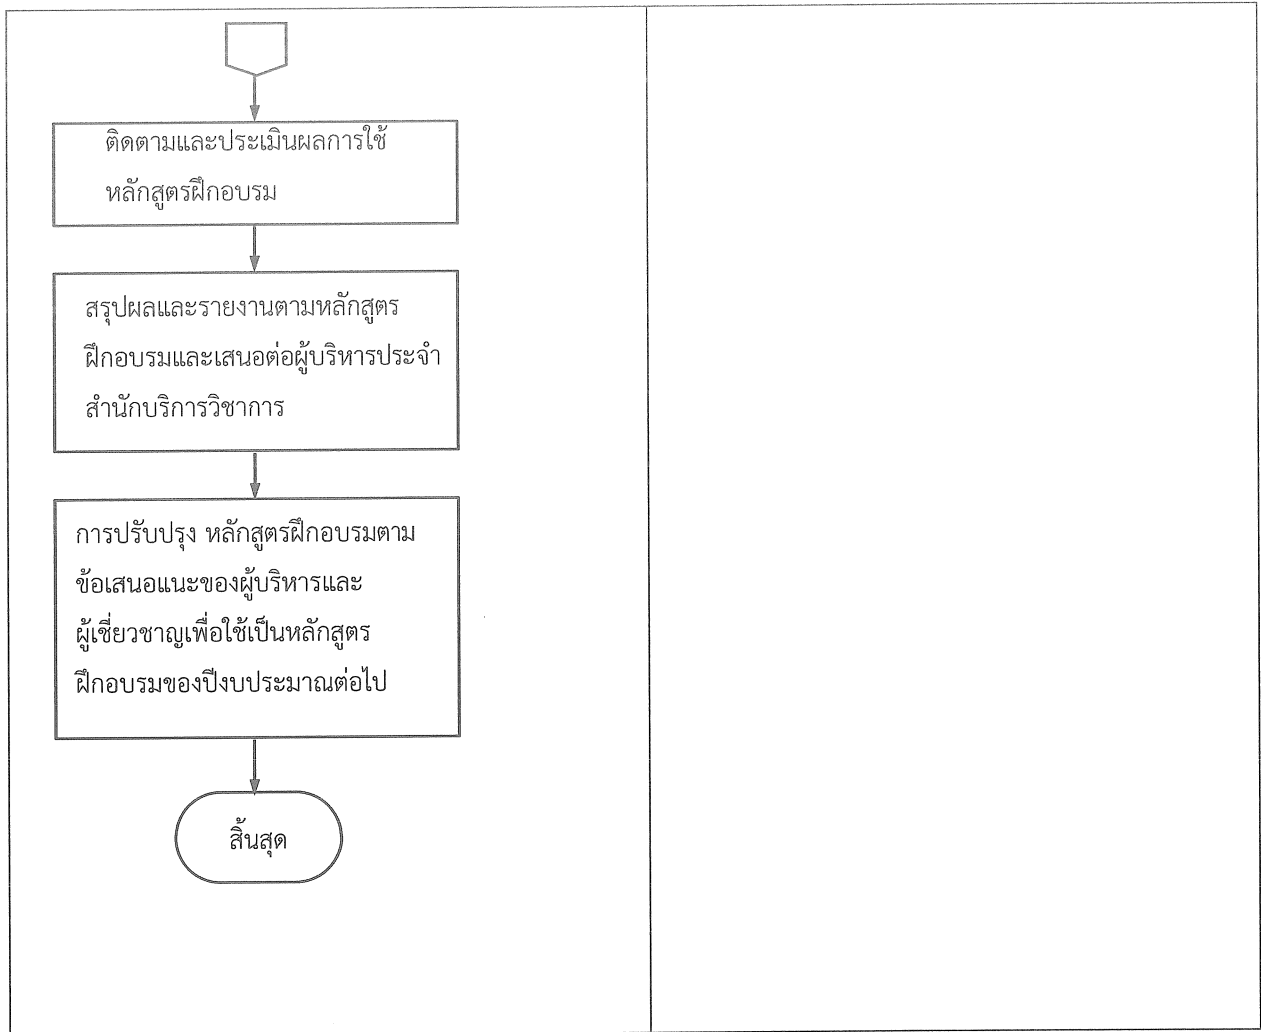 ติดตามและประเมินผลการใช้
หลักสูตรฝึกอบรม
สรุปผลและรายงานตามหลักสูตร
ฝึกอบรมและเสนอต่อผู้บริหารประจำ
สำนักบริการวิชาการ
การปรับปรุง หลักสูตรฝึกอบรมตาม
ข้อเสนอแนะของผู้บริหารและ
ผู้เชี่ยวชาญเพื่อใช้เป็นหลักสูตร
ฝึกอบรมของปีงบประมาณต่อไป
สิ้นสุด